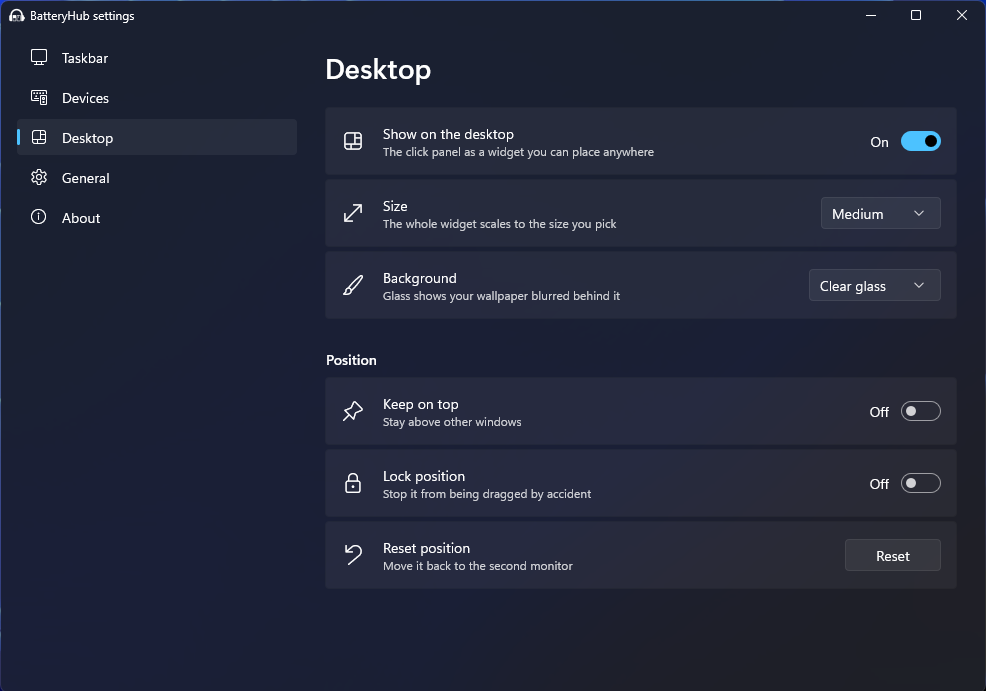 BatteryHub settings
Taskbar
Devices
Desktop
General
About
Desktop
Show on the desktop
The click panel as a widget you can place anywhere
On
Size
The whole widget scales to the size you pick
Medium
Background
Glass shows your wallpaper blurred behind it
Clear glass
Position
Keep on top
Stay above other windows
Off
Lock position
Stop it from being dragged by accident
Off
Reset position
Move it back to the second monitor
Reset